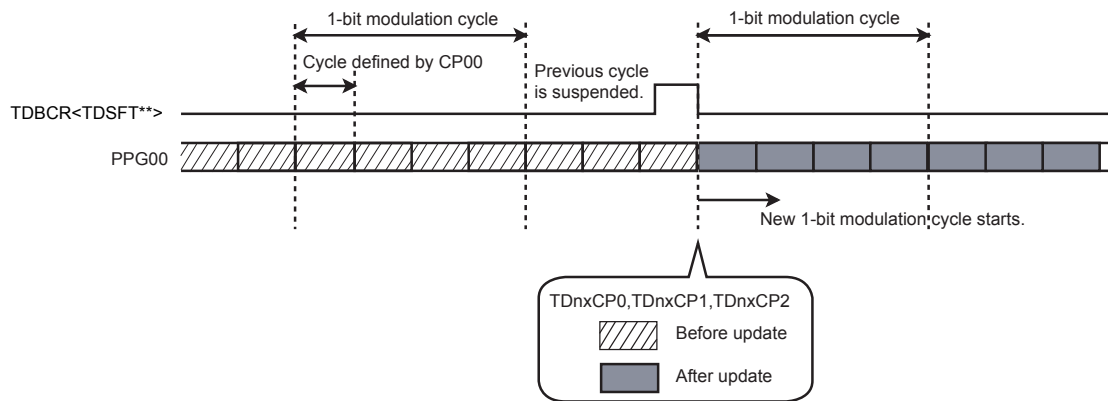 1-bit modulation cycle
1-bit modulation cycle
Cycle defined by CP00
Previous cycle
is suspended.
TDBCR<TDSFT**>
PPG00
New 1-bit modulation cycle starts.
TDnxCP0,TDnxCP1,TDnxCP2
Before update
After update